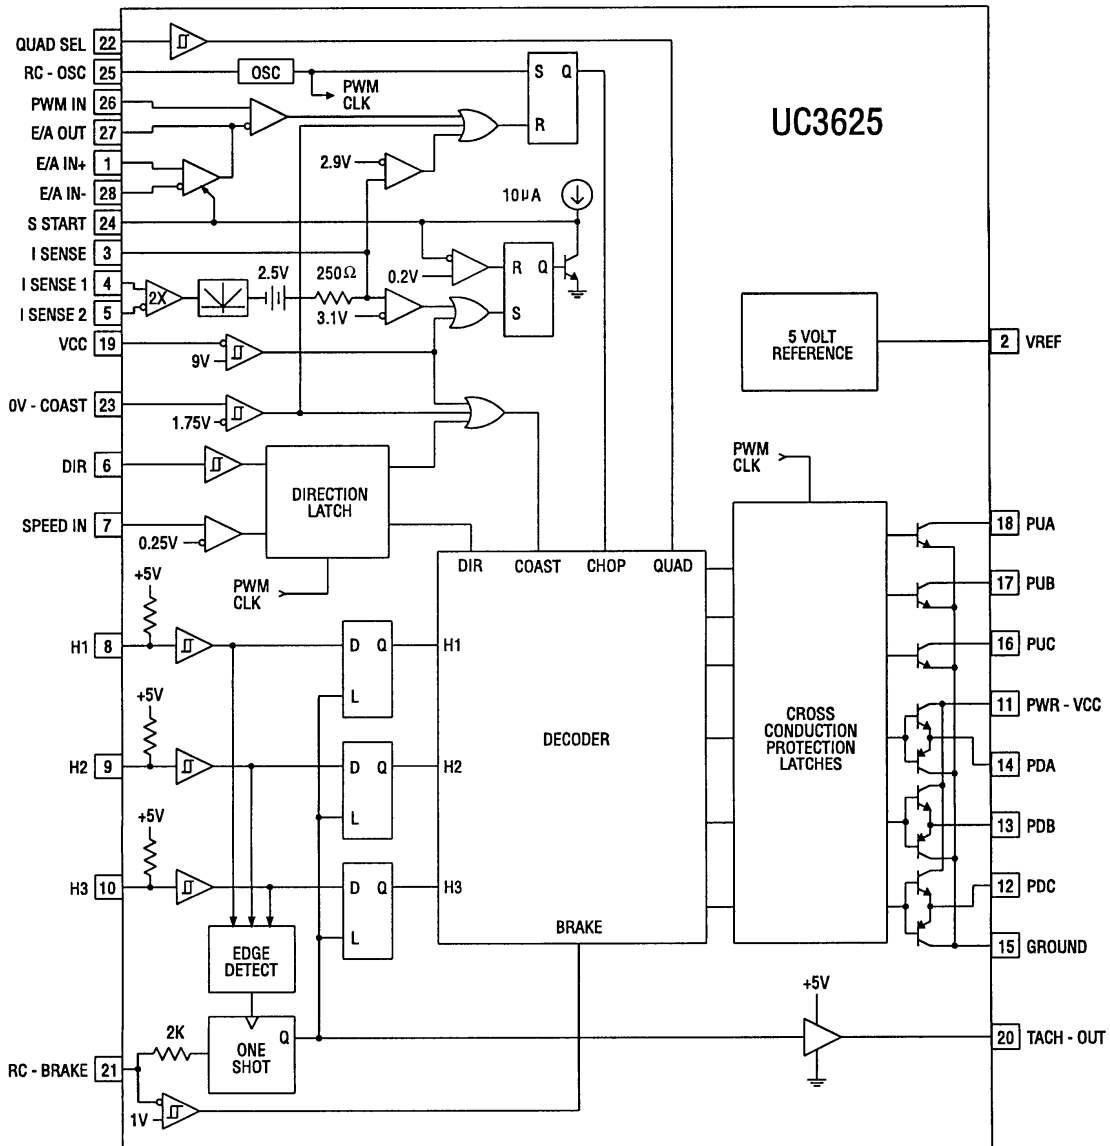 UC3625
QUAD SEL 22
RC - OSC 25
OSC
PWM
CLK
S Q
R
PWM IN 26
E/A OUT 27
E/A IN+ 1
E/A IN- 28
2.9V
10µA
S START 24
I SENSE 3
I SENSE 1 4
I SENSE 2 5
2X
2.5V
250Ω
3.1V
0.2V
R Q
S
VCC 19
9V
5 VOLT
REFERENCE
2 VREF
0V - COAST 23
1.75V
DIR 6
DIRECTION
LATCH
SPEED IN 7
0.25V
PWM
CLK
PWM
CLK
DIR COAST CHOP QUAD
+5V
H1 8
D Q
L
H1
+5V
H2 9
D Q
L
H2
+5V
H3 10
D Q
L
H3
DECODER
BRAKE
CROSS
CONDUCTION
PROTECTION
LATCHES
18 PUA
17 PUB
16 PUC
11 PWR - VCC
14 PDA
13 PDB
12 PDC
15 GROUND
EDGE
DETECT
2K
ONE
SHOT
Q
RC - BRAKE 21
1V
+5V
20 TACH - OUT